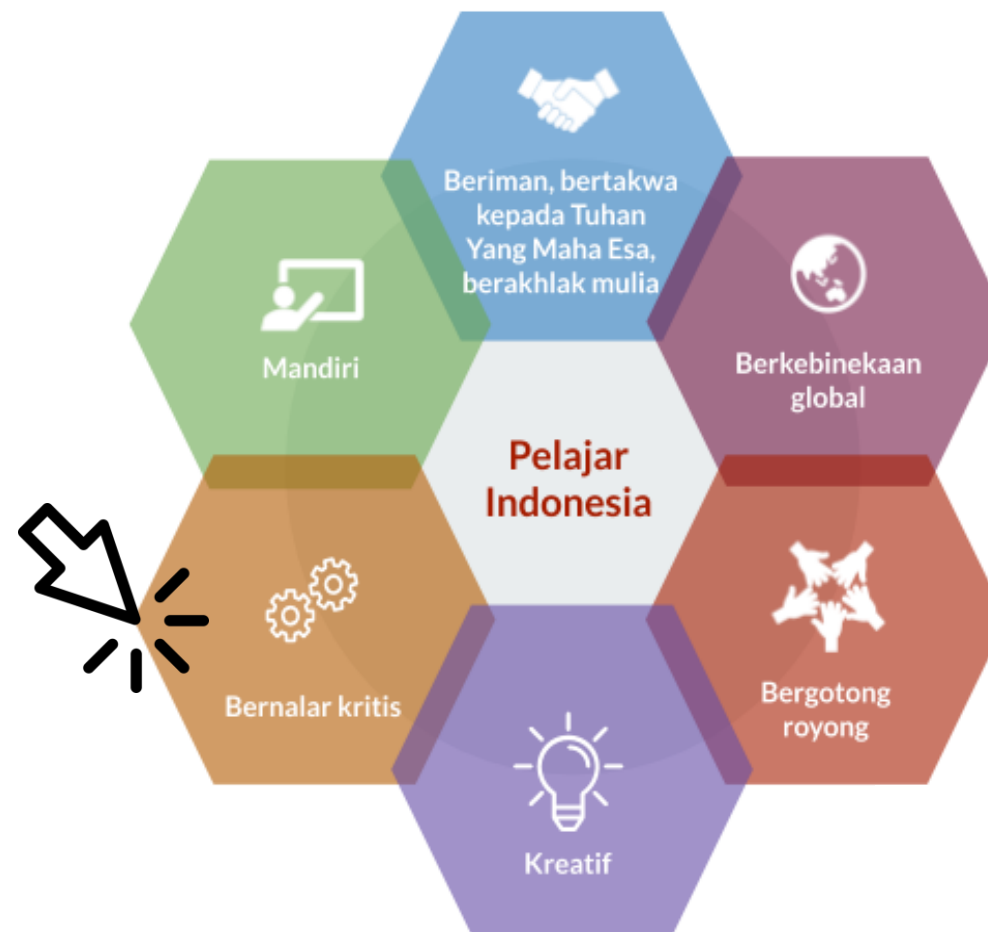 Beriman, bertakwa
kepada Tuhan
Yang Maha Esa,
berakhlak mulia
Mandiri
Berkebinekaan
global
Pelajar
Indonesia
Bernalar kritis
Bergotong
royong
Kreatif